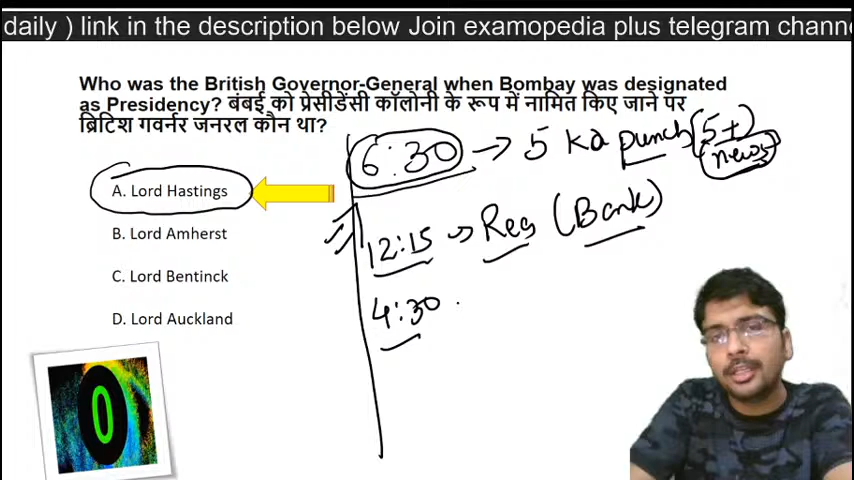 daily ) link in the description below Join examopedia plus telegram chann
Who was the British Governor-General when Bombay was designated
as Presidency? बंबई को प्रेसीडेंसी कॉलोनी के रूप में नामित किए जाने पर
ब्रिटिश गवर्नर जनरल कौन था?
A. Lord Hastings
B. Lord Amherst
C. Lord Bentinck
D. Lord Auckland
6:30 → 5 ka punch (5+)
news
12:15 → Reg (Bank)
4:30
0